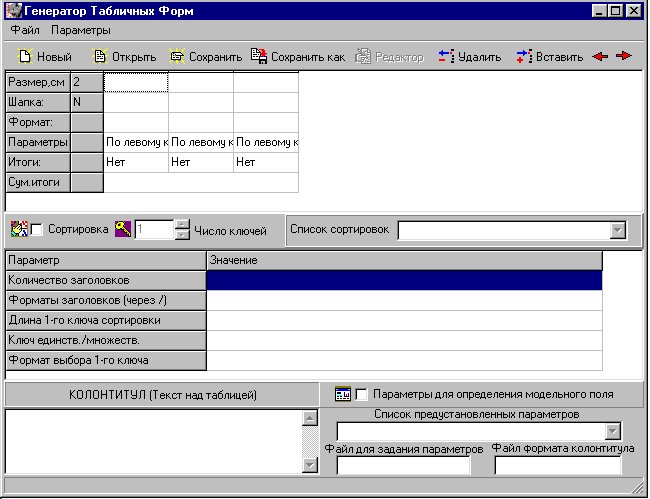 Генератор Табличных Форм
Файл Параметры
Новый Открыть Сохранить Сохранить как Редактор Удалить Вставить
Размер,см 2
Шапка: N
Формат:
Параметры По левому к По левому к По левому к
Итоги: Нет Нет Нет
Сум.итоги
Сортировка 1 Число ключей Список сортировок
Параметр Значение
Количество заголовков
Форматы заголовков (через /)
Длина 1-го ключа сортировки
Ключ единств./множеств.
Формат выбора 1-го ключа
КОЛОНТИТУЛ (Текст над таблицей) Параметры для определения модельного поля
Список предустановленных параметров
Файл для задания параметров Файл формата колонтитула